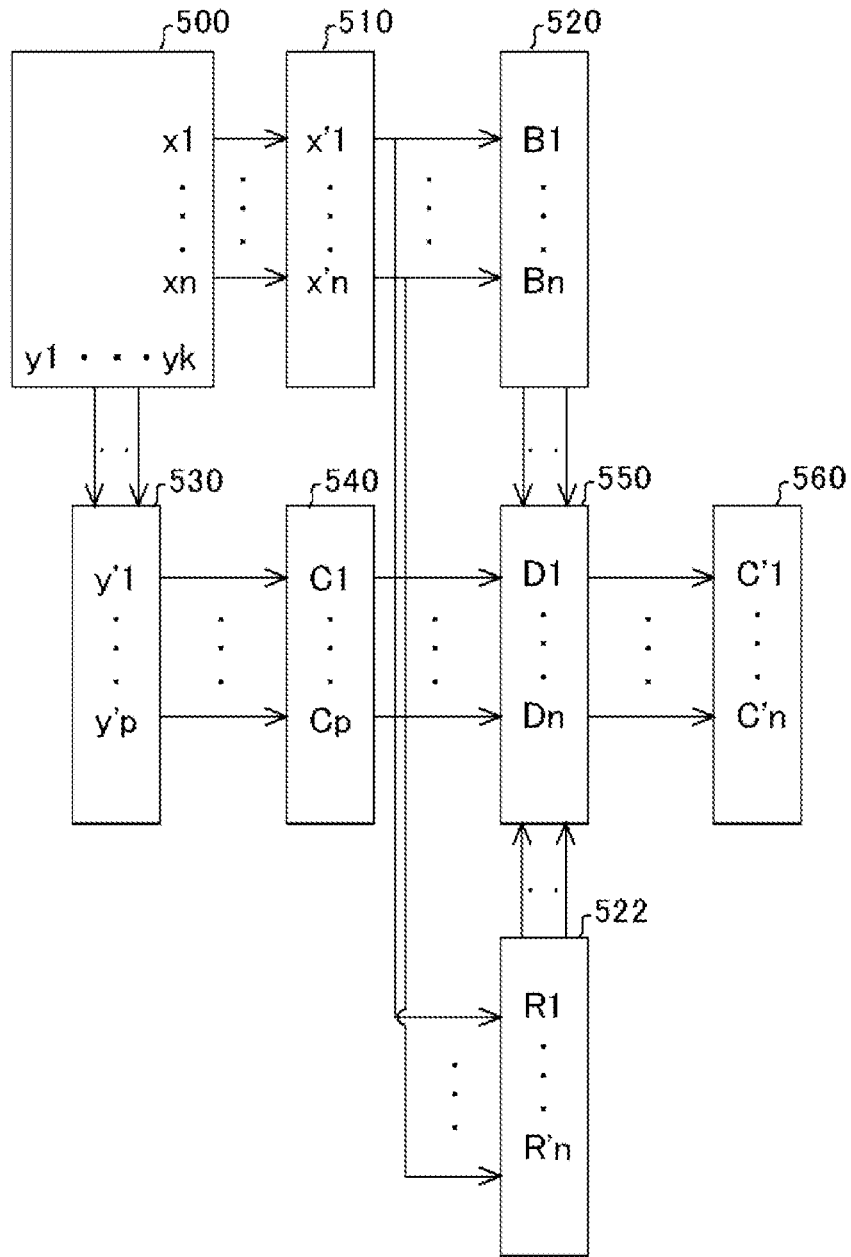 500
510
520
x1
x'1
B1
xn
x'n
Bn
y1 · · · yk
530
540
550
560
y'1
C1
D1
C'1
y'p
Cp
Dn
C'n
522
R1
R'n